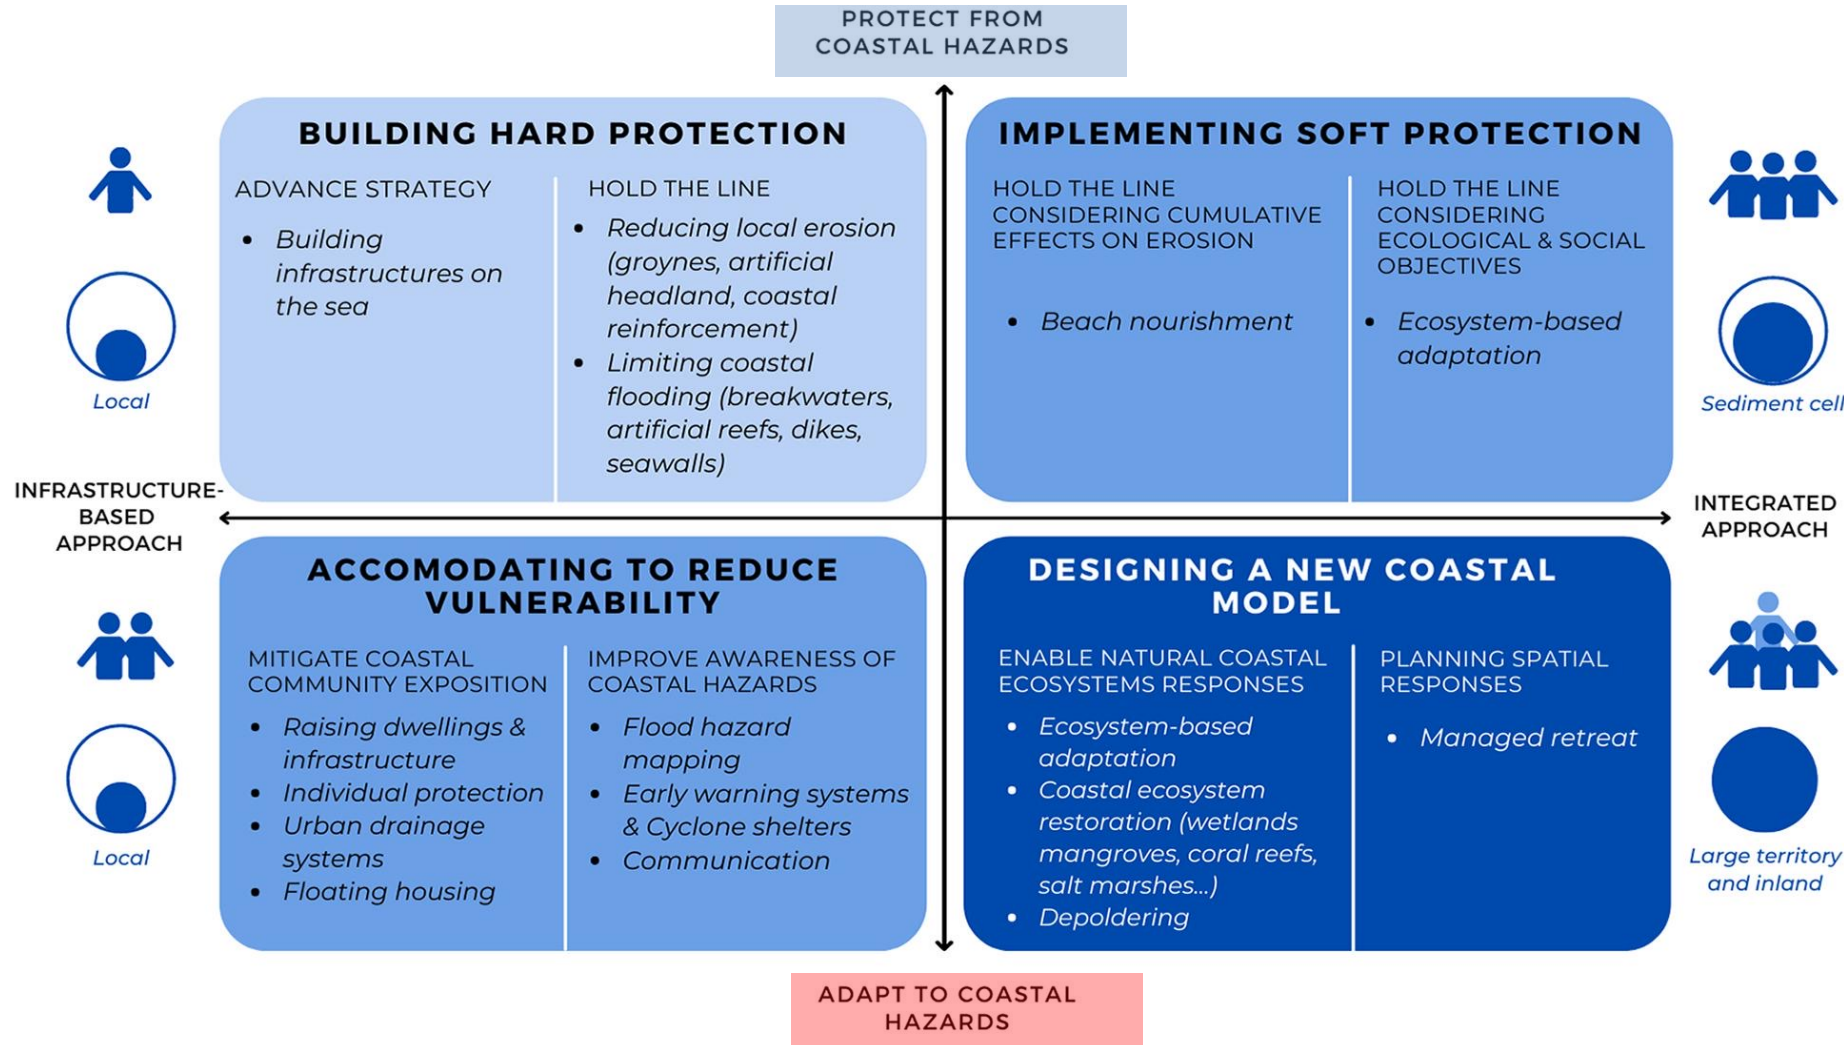 PROTECT FROM
COASTAL HAZARDS
BUILDING HARD PROTECTION
ADVANCE STRATEGY
• Building
infrastructures on
the sea
HOLD THE LINE
• Reducing local erosion
(groynes, artificial
headland, coastal
reinforcement)
• Limiting coastal
flooding (breakwaters,
artificial reefs, dikes,
seawalls)
Local
IMPLEMENTING SOFT PROTECTION
HOLD THE LINE
CONSIDERING CUMULATIVE
EFFECTS ON EROSION
• Beach nourishment
HOLD THE LINE
CONSIDERING
ECOLOGICAL & SOCIAL
OBJECTIVES
• Ecosystem-based
adaptation
Sediment cell
INFRASTRUCTURE-
BASED
APPROACH
INTEGRATED
APPROACH
ACCOMODATING TO REDUCE
VULNERABILITY
MITIGATE COASTAL
COMMUNITY EXPOSITION
• Raising dwellings &
infrastructure
• Individual protection
• Urban drainage
systems
• Floating housing
IMPROVE AWARENESS OF
COASTAL HAZARDS
• Flood hazard
mapping
• Early warning systems
& Cyclone shelters
• Communication
Local
DESIGNING A NEW COASTAL
MODEL
ENABLE NATURAL COASTAL
ECOSYSTEMS RESPONSES
• Ecosystem-based
adaptation
• Coastal ecosystem
restoration (wetlands
mangroves, coral reefs,
salt marshes...)
• Depoldering
PLANNING SPATIAL
RESPONSES
• Managed retreat
Large territory
and inland
ADAPT TO COASTAL
HAZARDS